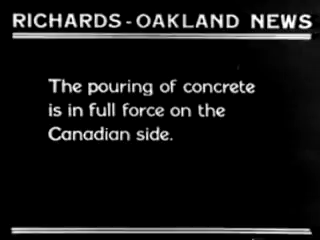 RICHARDS-OAKLAND NEWS
The pouring of concrete
is in full force on the
Canadian side.